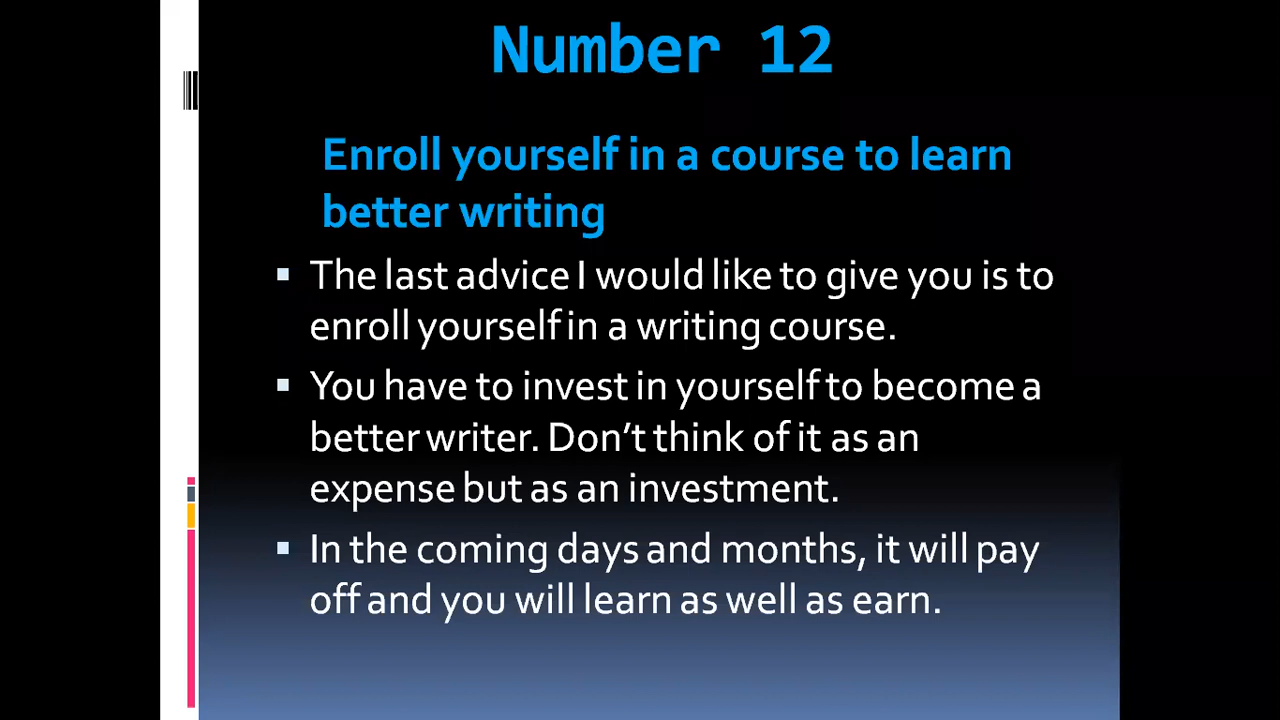 Number 12
Enroll yourself in a course to learn
better writing
▪ The last advice I would like to give you is to
enroll yourself in a writing course.
▪ You have to invest in yourself to become a
better writer. Don’t think of it as an
expense but as an investment.
▪ In the coming days and months, it will pay
off and you will learn as well as earn.